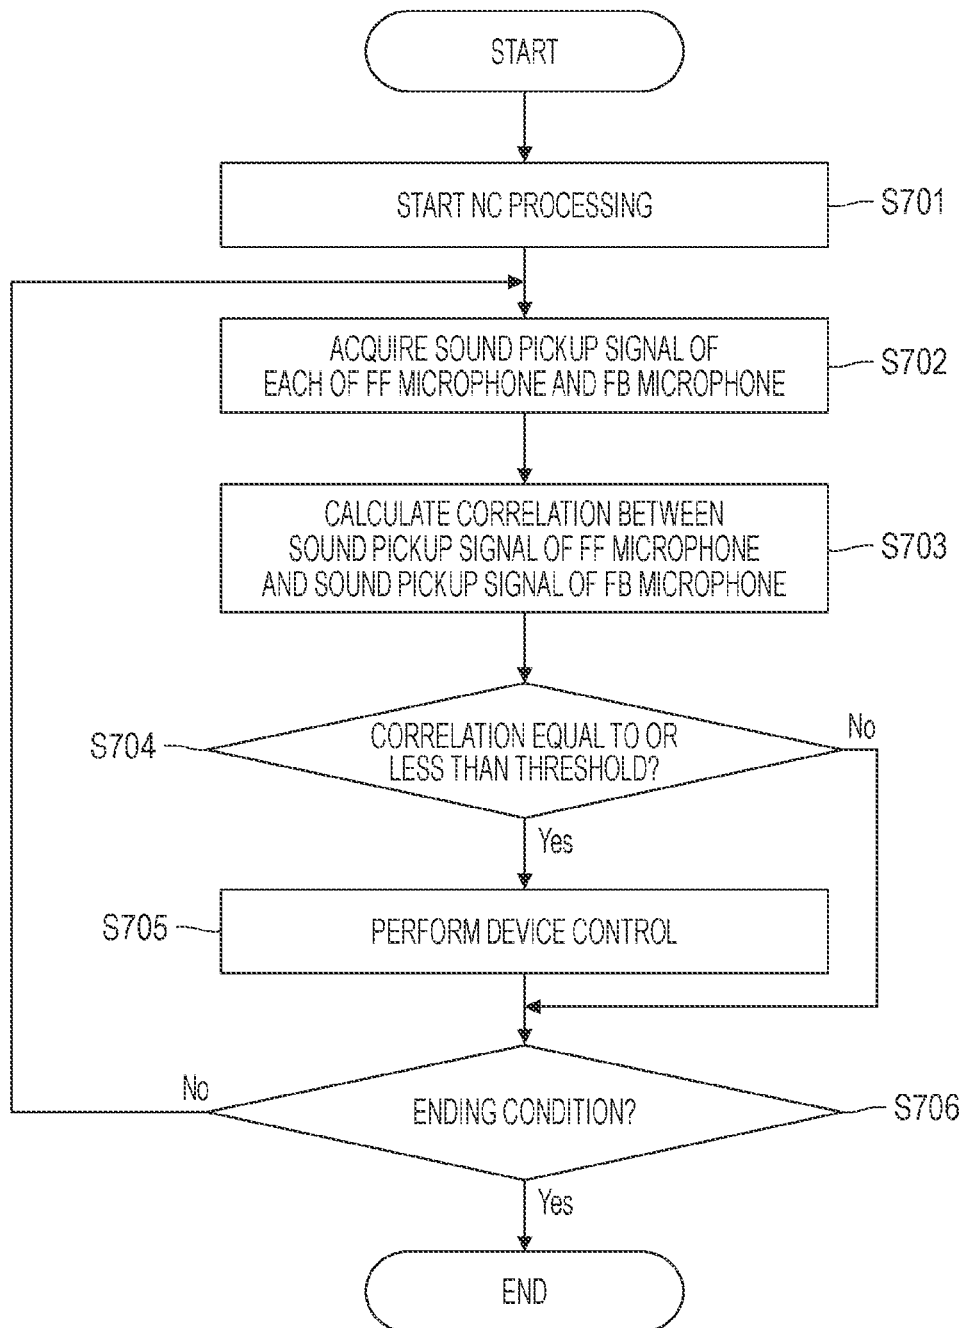 START
START NC PROCESSING
S701
ACQUIRE SOUND PICKUP SIGNAL OF
EACH OF FF MICROPHONE AND FB MICROPHONE
S702
CALCULATE CORRELATION BETWEEN
SOUND PICKUP SIGNAL OF FF MICROPHONE
AND SOUND PICKUP SIGNAL OF FB MICROPHONE
S703
S704
CORRELATION EQUAL TO OR
LESS THAN THRESHOLD?
No
Yes
S705
PERFORM DEVICE CONTROL
No
ENDING CONDITION?
S706
Yes
END